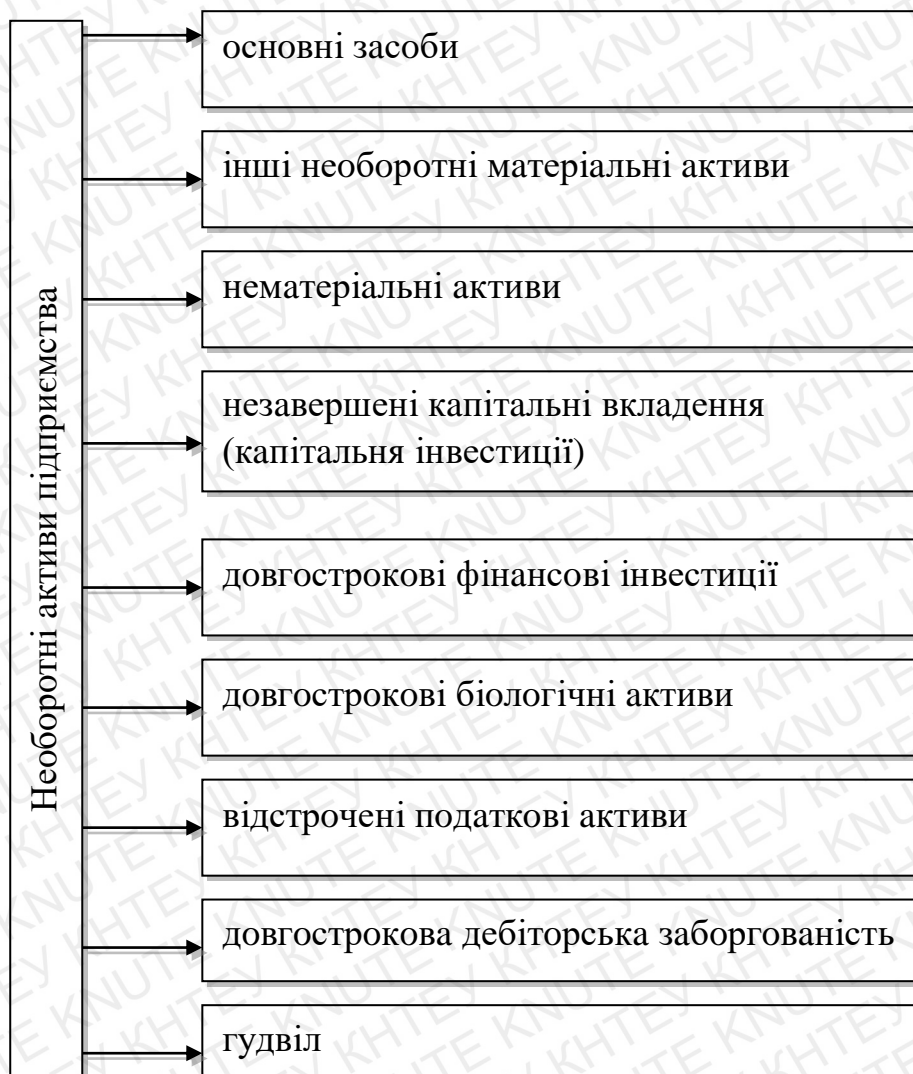 Необоротні активи підприємства
основні засоби
інші необоротні матеріальні активи
нематеріальні активи
незавершені капітальні вкладення
(капітальня інвестиції)
довгострокові фінансові інвестиції
довгострокові біологічні активи
відстрочені податкові активи
довгострокова дебіторська заборгованість
гудвіл